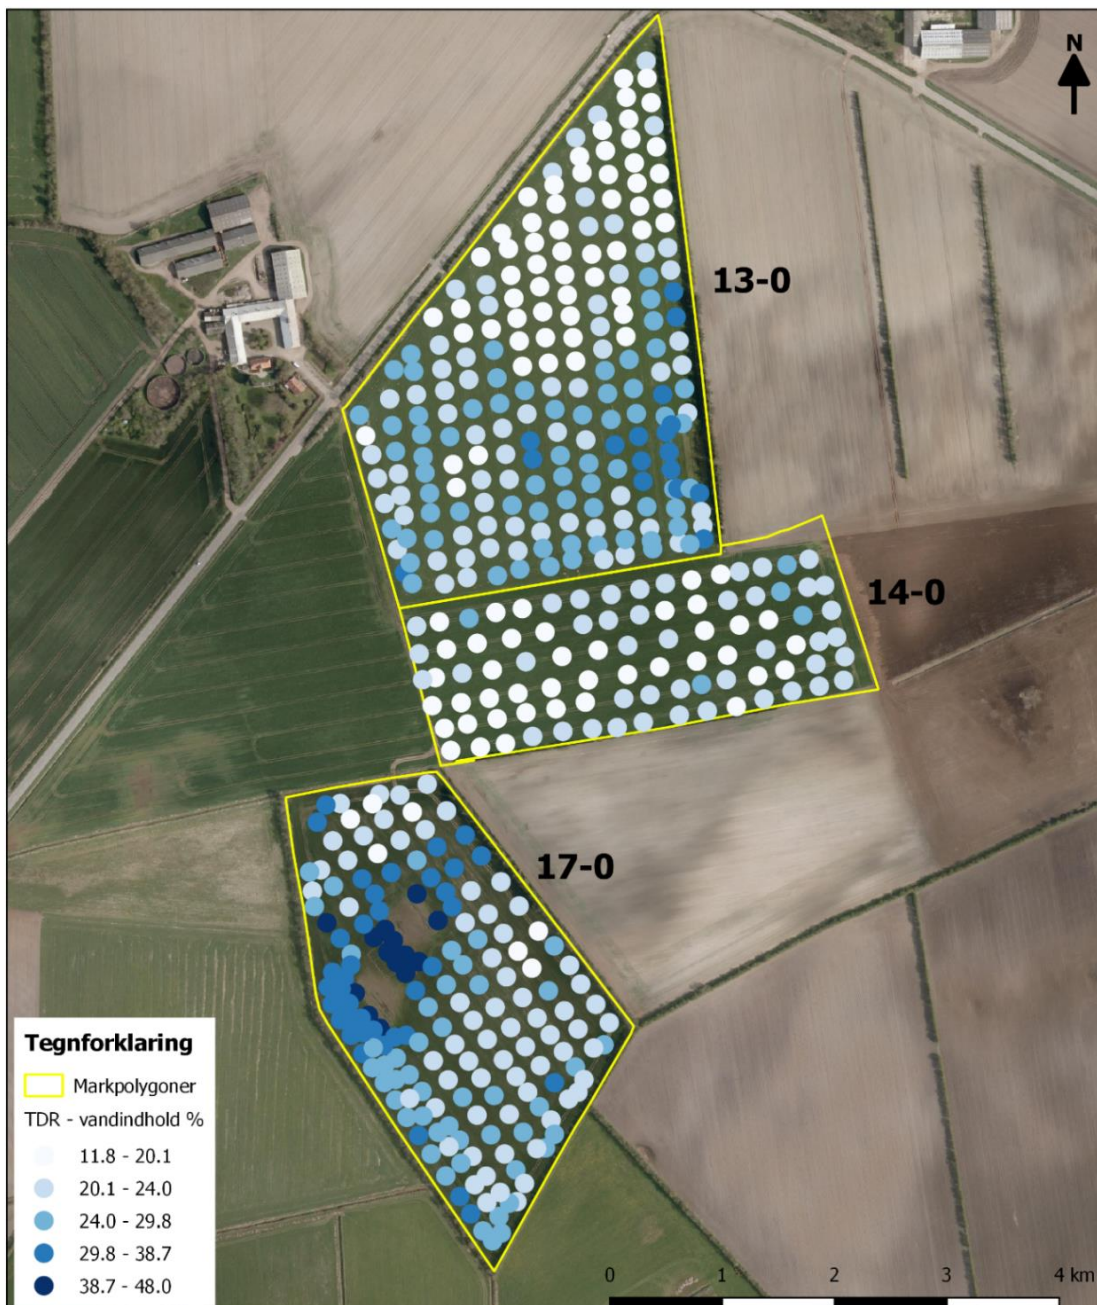 N
13-0
14-0
17-0
Tegnforklaring
Markpolygoner
TDR - vandindhold %
11.8 - 20.1
20.1 - 24.0
24.0 - 29.8
29.8 - 38.7
38.7 - 48.0
0 1 2 3 4 km